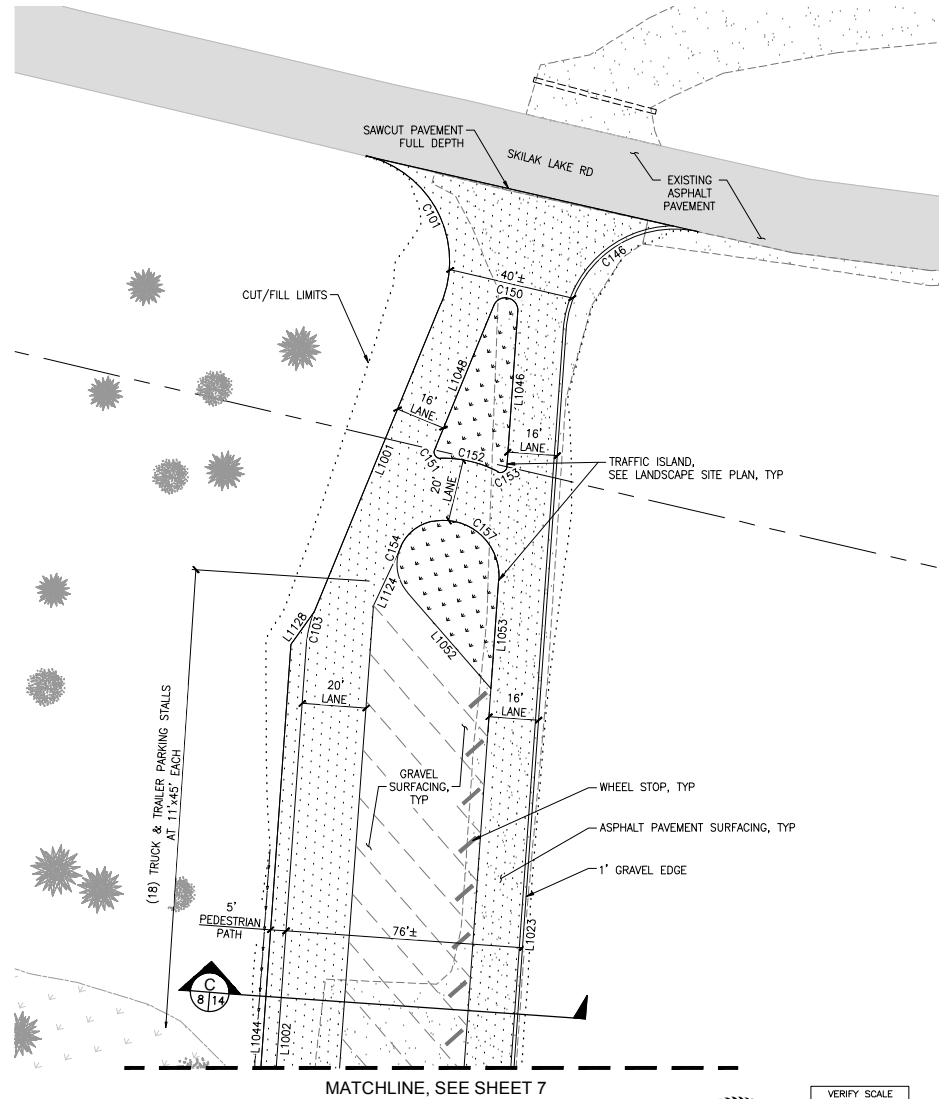 SAWCUT PAVEMENT
FULL DEPTH
SKILAK LAKE RD
EXISTING
ASPHALT
PAVEMENT
C101
C146
40'±
C150
CUT/FILL LIMITS
L1048
L1046
16'
LANE
16'
LANE
L1001
C151
C152
C153
20'
LANE
TRAFFIC ISLAND,
SEE LANDSCAPE SITE PLAN, TYP
C157
C154
L1124
L1128
C103
L1052
L1053
20'
LANE
16'
LANE
(18) TRUCK & TRAILER PARKING STALLS
AT 11'x45' EACH
GRAVEL
SURFACING,
TYP
WHEEL STOP, TYP
ASPHALT PAVEMENT SURFACING, TYP
1' GRAVEL EDGE
5'
PEDESTRIAN
PATH
76'±
L1023
C
8 14
L1044
L1002
MATCHLINE, SEE SHEET 7
VERIFY SCALE